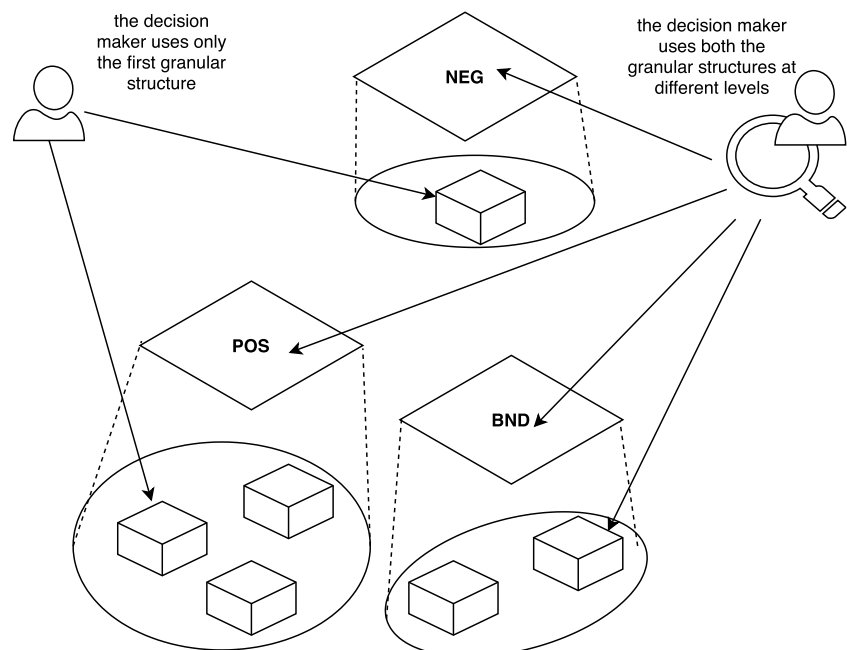 the decision
maker uses only
the first granular
structure
the decision maker
uses both the
granular structures at
different levels
NEG
POS
BND